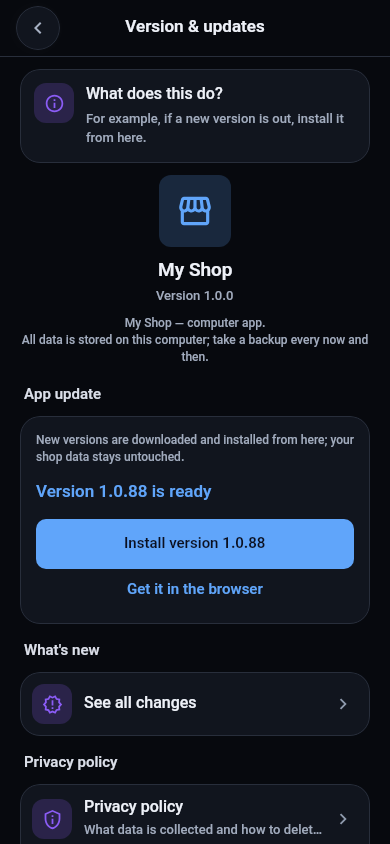 Version & updates
What does this do?
For example, if a new version is out, install it
from here.
My Shop
Version 1.0.0
My Shop — computer app.
All data is stored on this computer; take a backup every now and
then.
App update
New versions are downloaded and installed from here; your
shop data stays untouched.
Version 1.0.88 is ready
Install version 1.0.88
Get it in the browser
What's new
See all changes
Privacy policy
Privacy policy
What data is collected and how to delet…